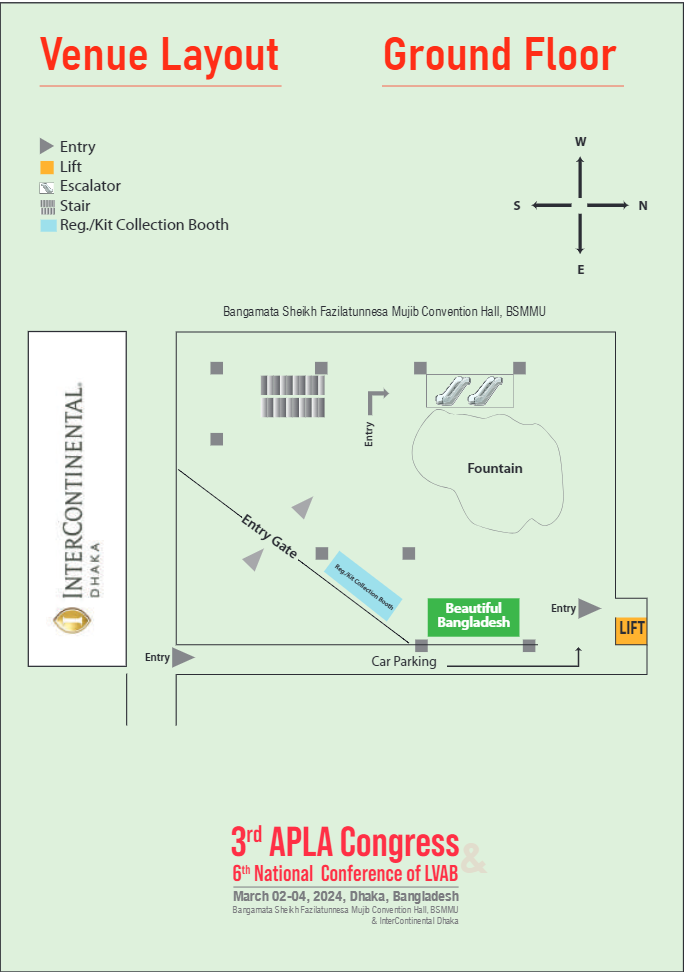 Venue Layout
Ground Floor
Entry
Lift
Escalator
Stair
Reg./Kit Collection Booth
W
S
N
E
Bangamata Sheikh Fazilatunnesa Mujib Convention Hall, BSMMU
INTERCONTINENTAL®
DHAKA
Entry
Fountain
Entry Gate
Reg./Kit Collection Booth
Beautiful
Bangladesh
Entry
LIFT
Entry
Car Parking
3rd APLA Congress
&
6th National Conference of LVAB
March 02-04, 2024, Dhaka, Bangladesh
Bangamata Sheikh Fazilatunnesa Mujib Convention Hall, BSMMU
& InterContinental Dhaka